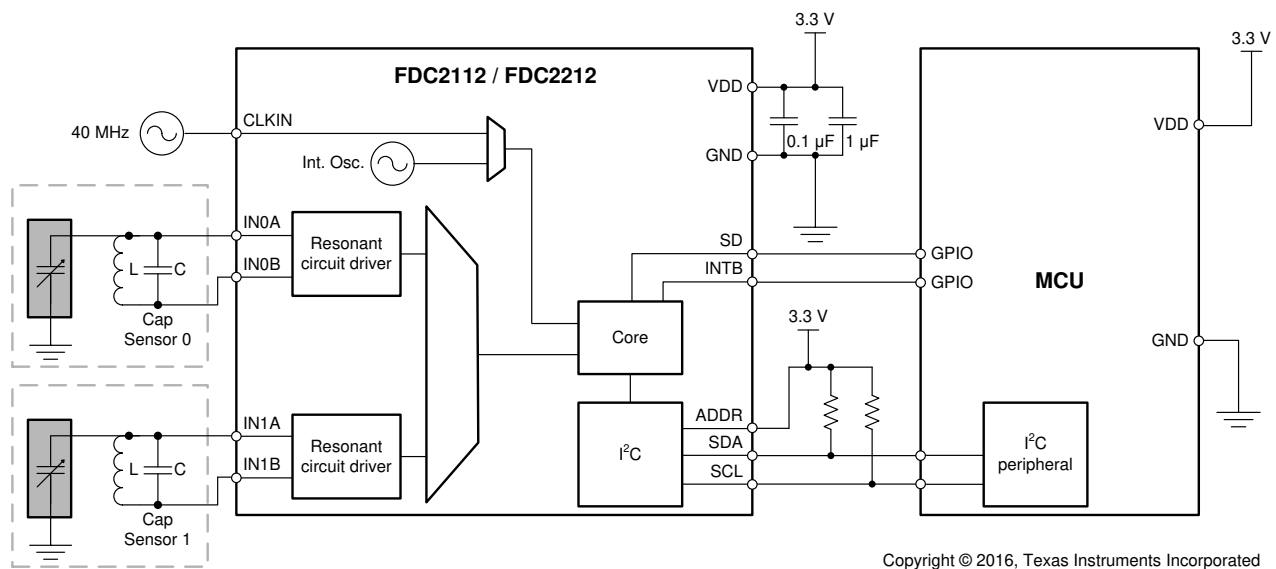 3.3 V
3.3 V
FDC2112 / FDC2212
VDD
40 MHz
CLKIN
0.1 µF
1 µF
VDD
Int. Osc.
GND
IN0A
Resonant
circuit driver
IN0B
L
C
SD
GPIO
INTB
GPIO
MCU
Cap
Sensor 0
Core
3.3 V
GND
IN1A
Resonant
circuit driver
IN1B
L
C
ADDR
SDA
SCL
I²C
I²C
peripheral
Cap
Sensor 1
Copyright © 2016, Texas Instruments Incorporated